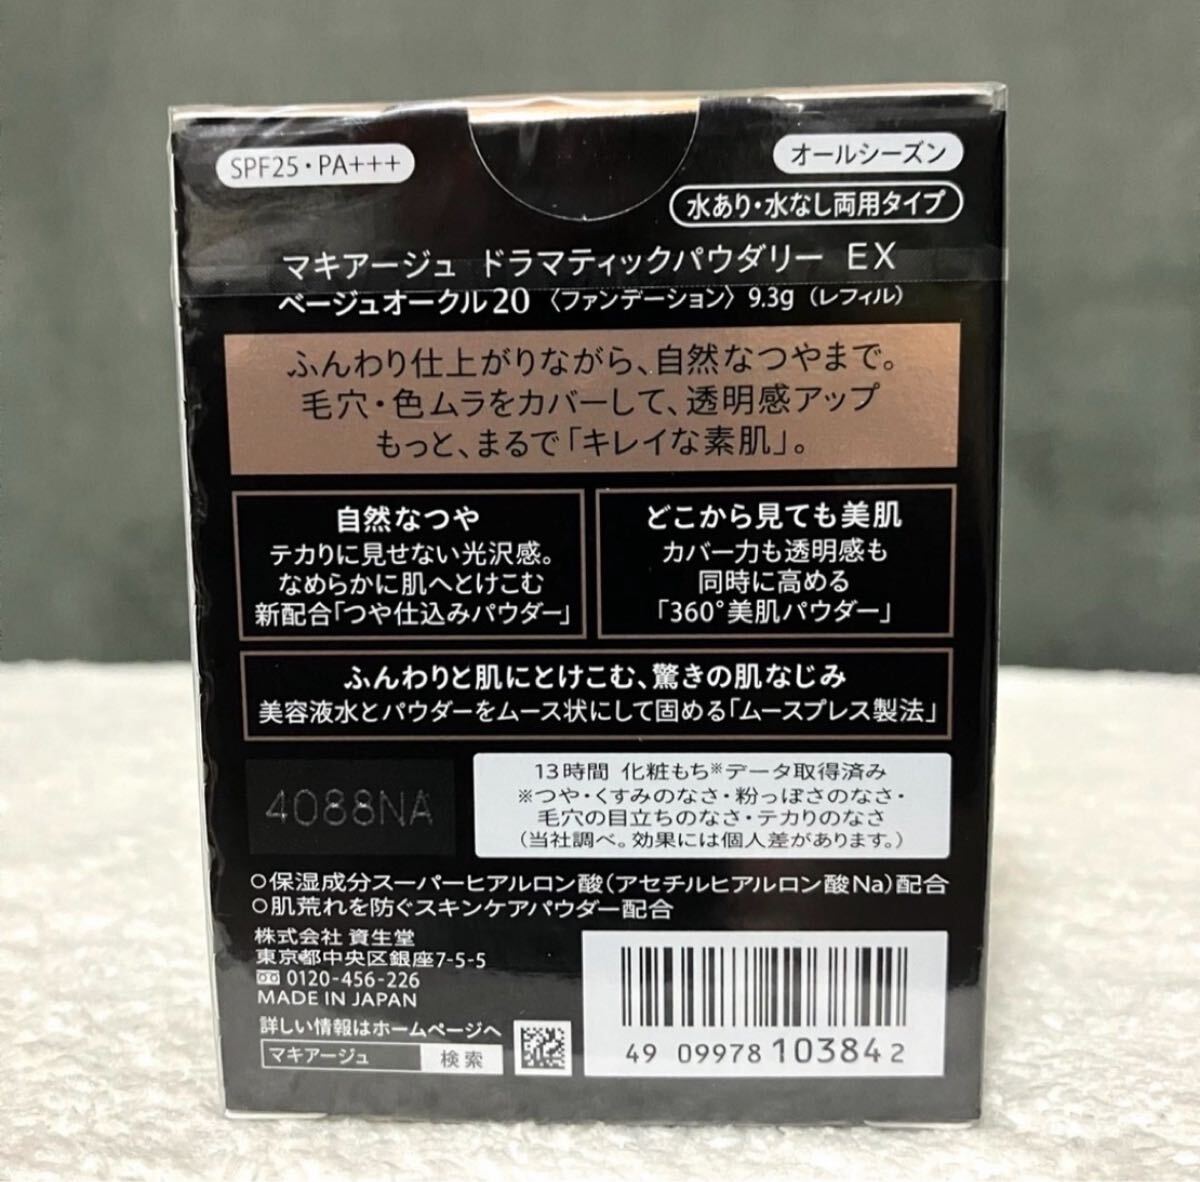 SPF25・PA+++
オールシーズン
水あり・水なし両用タイプ
マキアージュ ドラマティックパウダリー EX
ベージュオークル20 〈ファンデーション〉 9.3g (レフィル)
ふんわり仕上がりながら、自然なつやまで。
毛穴・色ムラをカバーして、透明感アップ
もっと、まるで「キレイな素肌」。
自然なつや
テカリに見せない光沢感。
なめらかに肌へとけこむ
新配合「つや仕込みパウダー」
どこから見ても美肌
カバー力も透明感も
同時に高める
「360°美肌パウダー」
ふんわりと肌にとけこむ、驚きの肌なじみ
美容液水とパウダーをムース状にして固める「ムースプレス製法」
4088NA
13時間 化粧もち※データ取得済み
※つや・くすみのなさ・粉っぽさのなさ・
毛穴の目立ちのなさ・テカリのなさ
(当社調べ。効果には個人差があります。)
○保湿成分スーパーヒアルロン酸(アセチルヒアルロン酸Na)配合
○肌荒れを防ぐスキンケアパウダー配合
株式会社 資生堂
東京都中央区銀座7-5-5
0120-456-226
MADE IN JAPAN
詳しい情報はホームページへ
マキアージュ 検索
49 09978 103842